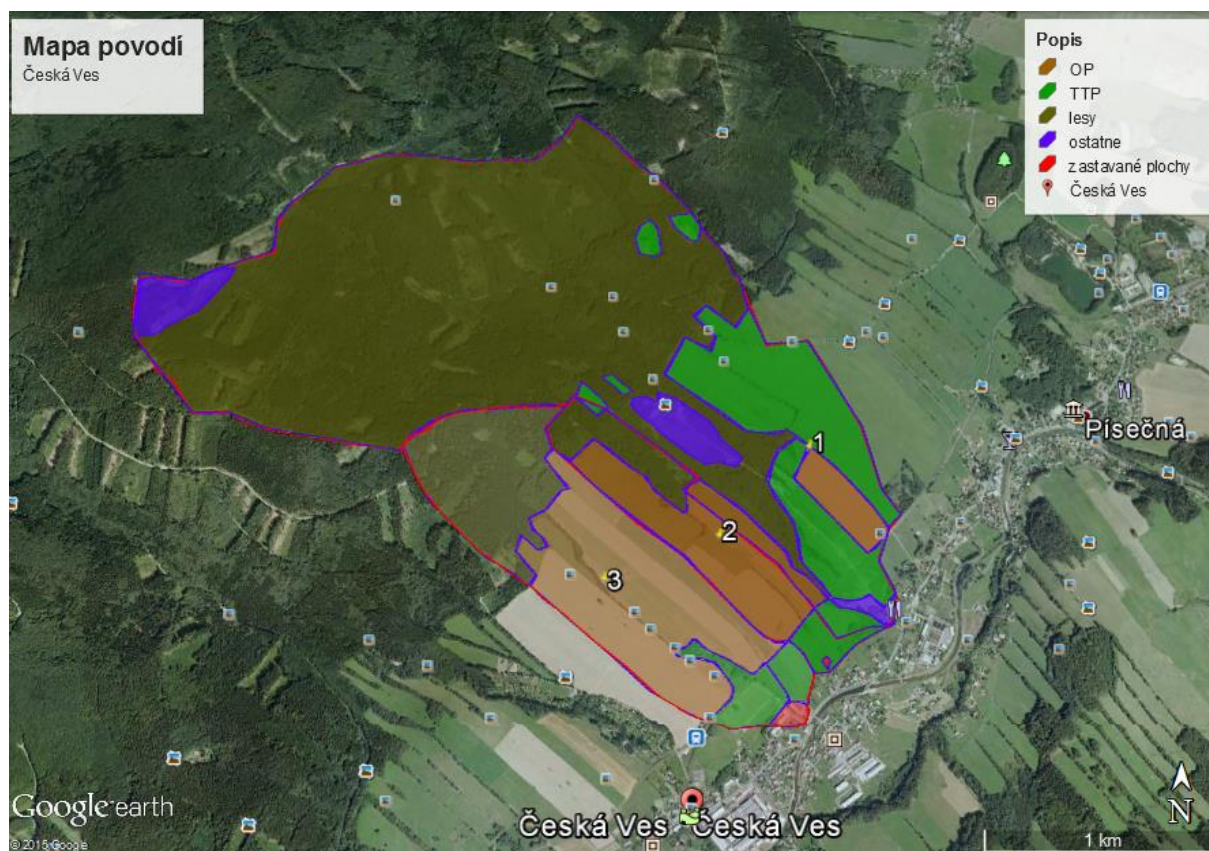 Mapa povodí
Česká Ves
Popis
OP
TTP
lesy
ostatne
zastavané plochy
Česká Ves
1
Písečná
2
3
Česká Ves
Česká Ves
Google earth
© 2015 Google
N
1 km